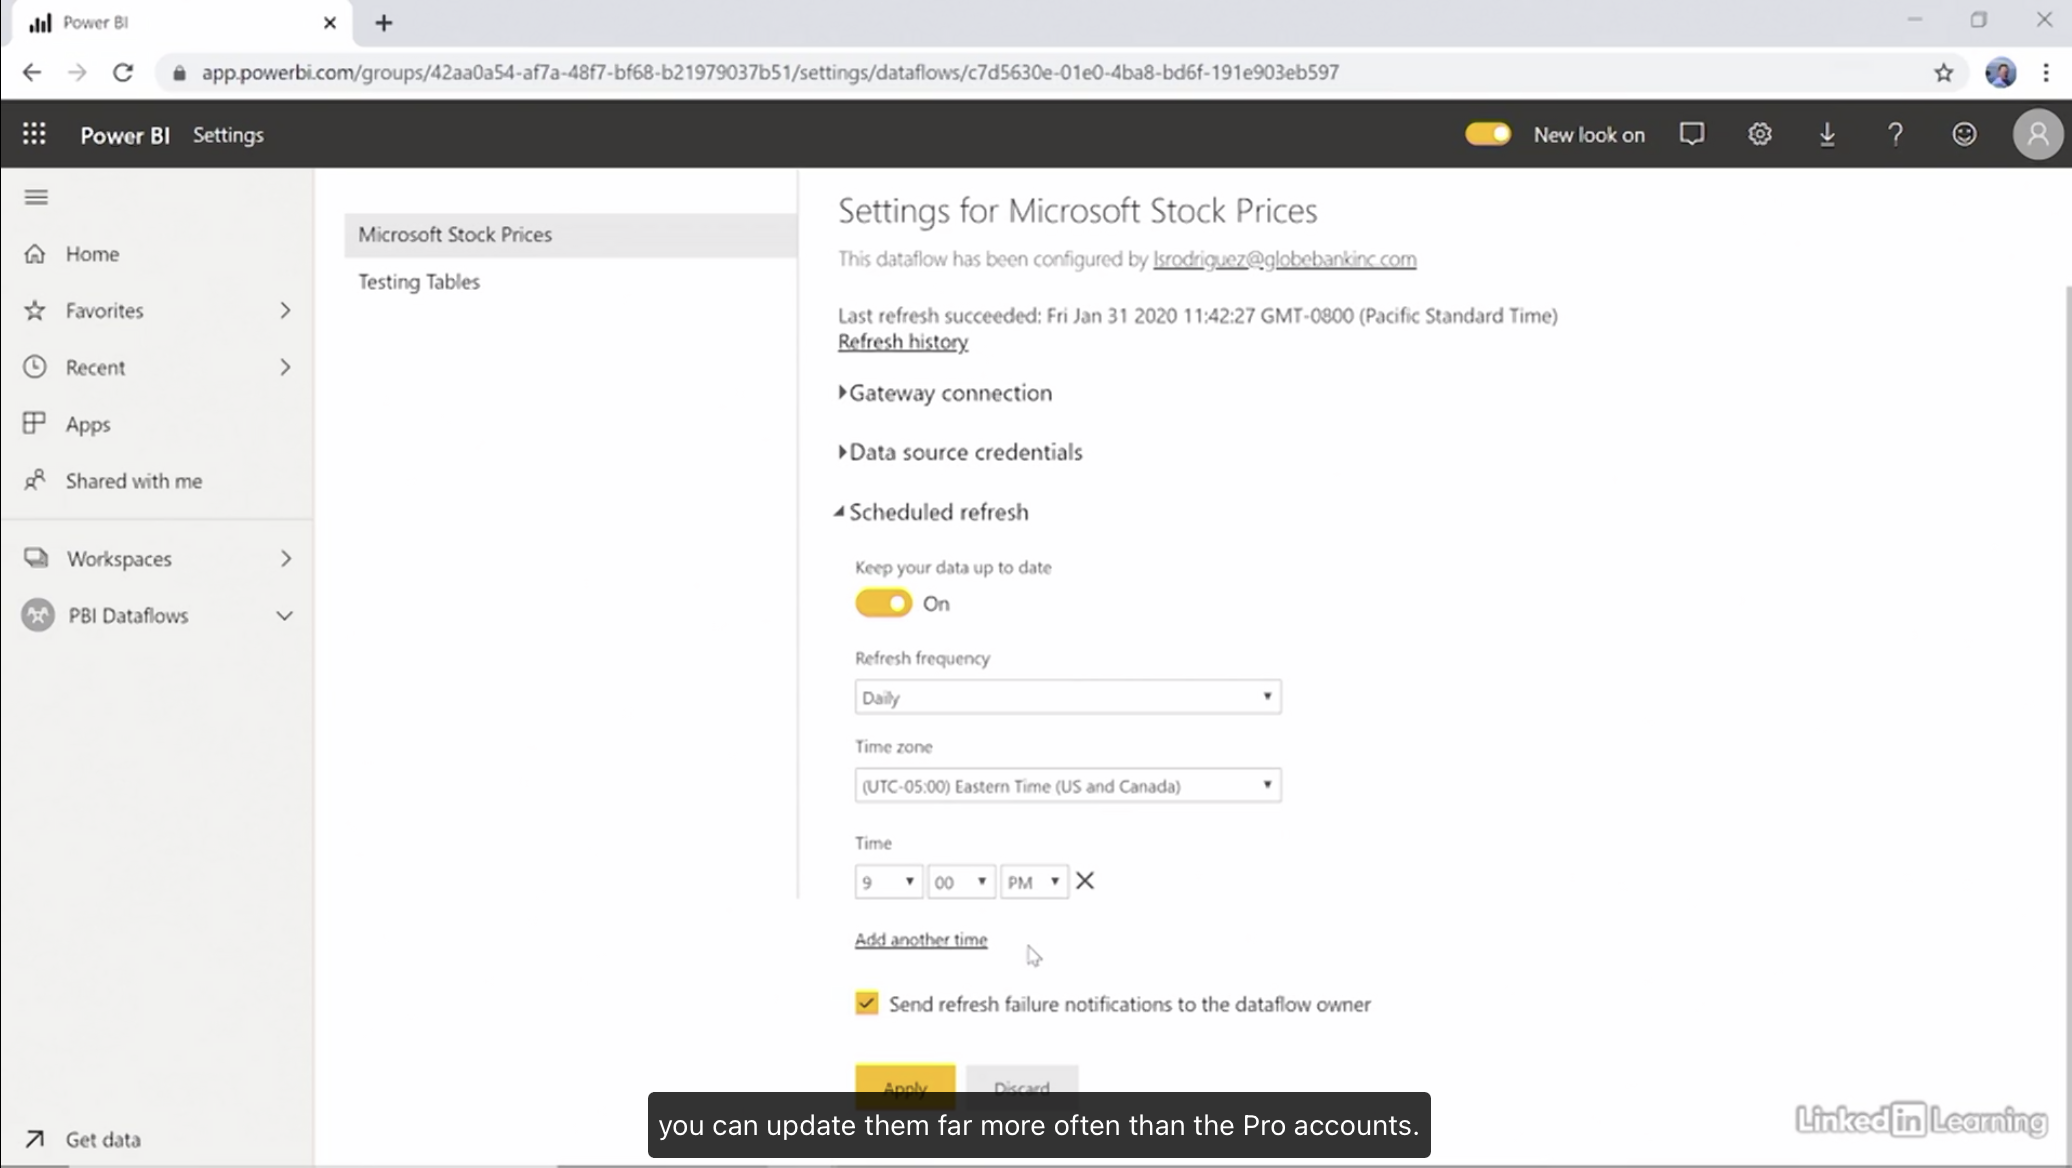 Power BI
app.powerbi.com/groups/42aa0a54-af7a-48f7-bf68-b21979037b51/settings/dataflows/c7d5630e-01e0-4ba8-bd6f-191e903eb597
Power BI Settings
New look on
Home
Favorites
Recent
Apps
Shared with me
Workspaces
PBI Dataflows
Get data
Microsoft Stock Prices
Testing Tables
Settings for Microsoft Stock Prices
This dataflow has been configured by lsrodriguez@globebankinc.com
Last refresh succeeded: Fri Jan 31 2020 11:42:27 GMT-0800 (Pacific Standard Time)
Refresh history
Gateway connection
Data source credentials
Scheduled refresh
Keep your data up to date
On
Refresh frequency
Daily
Time zone
(UTC-05:00) Eastern Time (US and Canada)
Time
9 00 PM
Add another time
Send refresh failure notifications to the dataflow owner
Apply Discard
you can update them far more often than the Pro accounts.
Linked in Learning